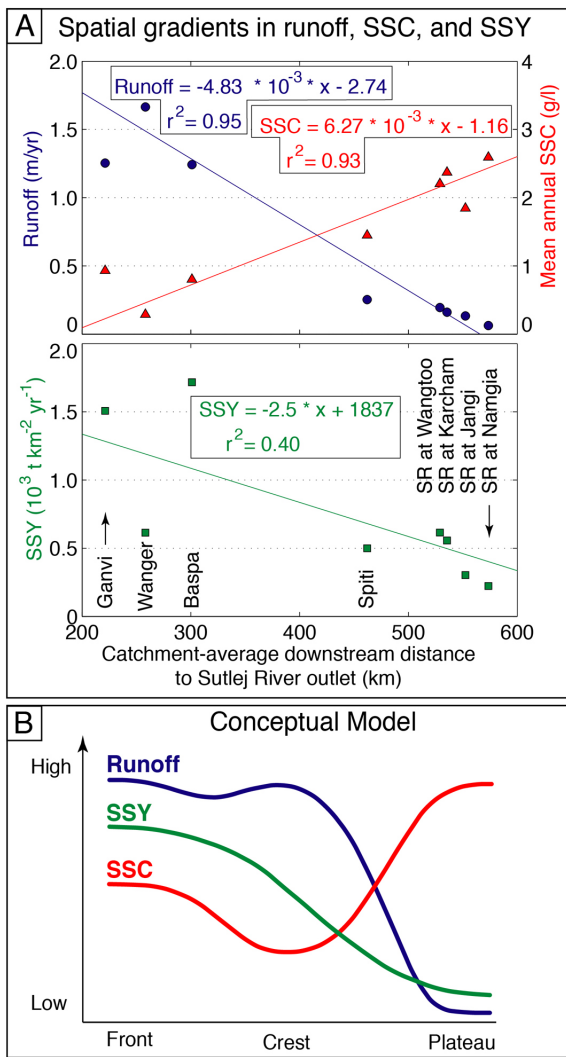 A
Spatial gradients in runoff, SSC, and SSY
2.0
1.5
1.0
0.5
0
Runoff (m/yr)
Runoff = -4.83 * 10-3 * x - 2.74
r2 = 0.95
SSC = 6.27 * 10-3 * x - 1.16
r2 = 0.93
4
3
2
1
0
Mean annual SSC (g/l)
2.0
1.5
1.0
0.5
0
SSY (103 t km-2 yr-1)
SSY = -2.5 * x + 1837
r2 = 0.40
Ganvi
Wanger
Baspa
Spiti
SR at Wangtoo
SR at Karcham
SR at Jangi
SR at Namgia
200
300
400
500
600
Catchment-average downstream distance
to Sutlej River outlet (km)
B
Conceptual Model
High
Low
Runoff
SSY
SSC
Front
Crest
Plateau